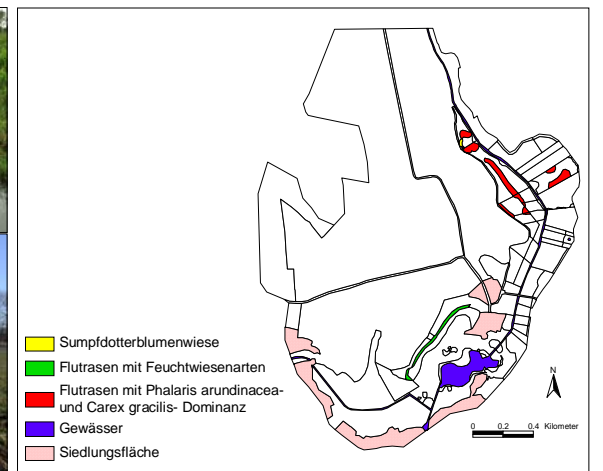 Sumpfdotterblumenwiese
Flutrasen mit Feuchtwiesenarten
Flutrasen mit Phalaris arundinacea-
und Carex gracilis- Dominanz
Gewässer
Siedlungsfläche
N
0 0.2 0.4 Kilometer